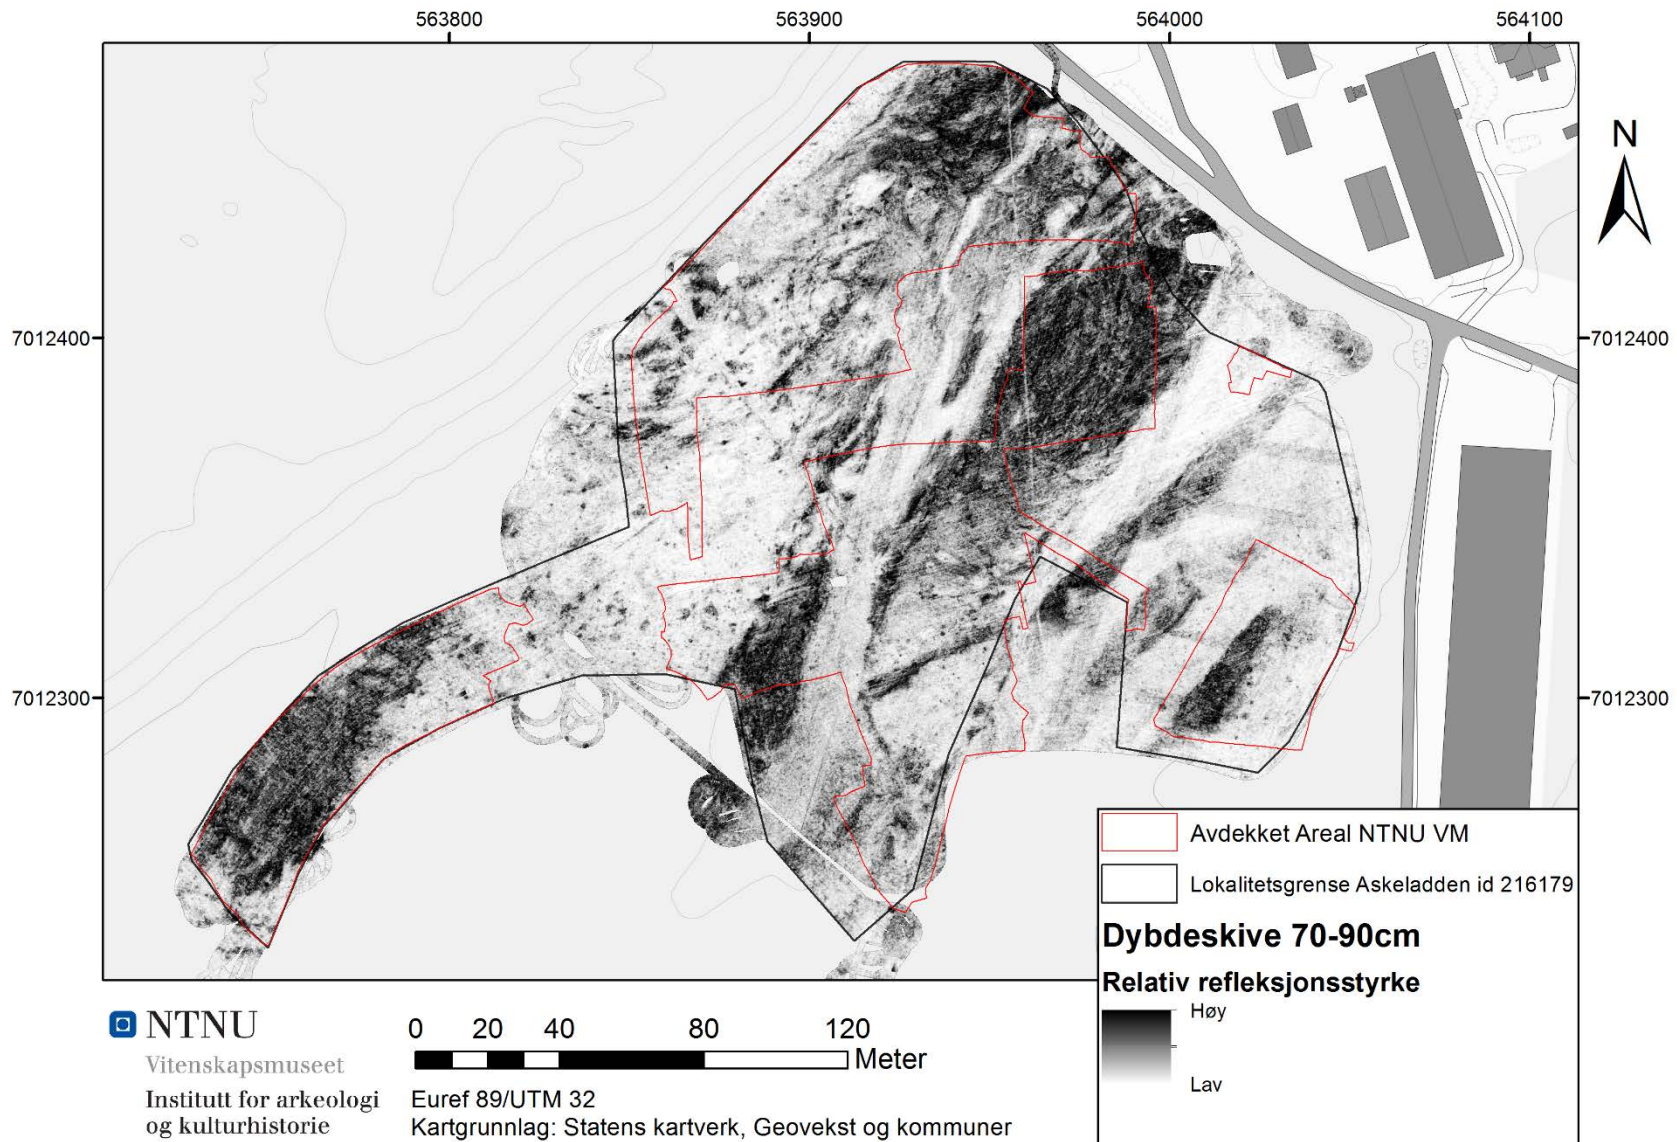 563800 563900 564000 564100
N
7012400 7012400
7012300 7012300
Avdekket Areal NTNU VM
Lokalitetsgrense Askeladden id 216179
Dybdeskive 70-90cm
Relativ refleksjonsstyrke
Høy
Lav
NTNU
Vitenskapsmuseet
Institutt for arkeologi
og kulturhistorie
0 20 40 80 120
Meter
Euref 89/UTM 32
Kartgrunnlag: Statens kartverk, Geovekst og kommuner